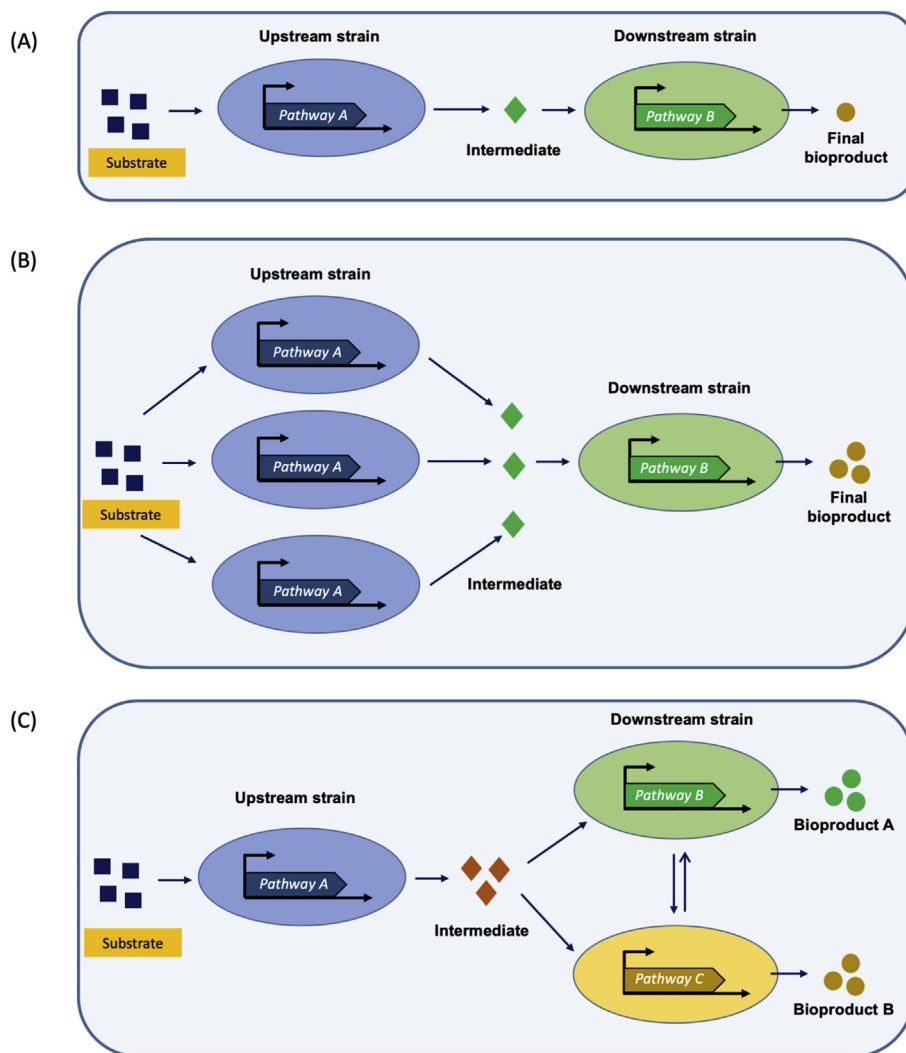 (A)
Upstream strain
Downstream strain
Pathway A
Pathway B
Substrate
Intermediate
Final
bioproduct
(B)
Upstream strain
Pathway A
Downstream strain
Pathway A
Pathway B
Substrate
Final
bioproduct
Pathway A
Intermediate
(C)
Downstream strain
Pathway B
Upstream strain
Bioproduct A
Pathway A
Intermediate
Substrate
Pathway C
Bioproduct B